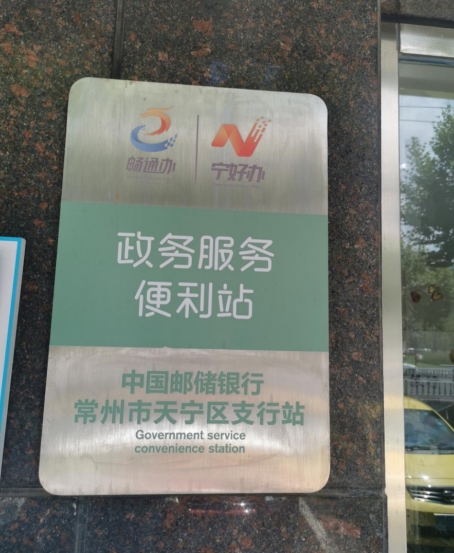 畅通办
宁好办
政务服务
便利站
中国邮储银行
常州市天宁区支行站
Government service
convenience station